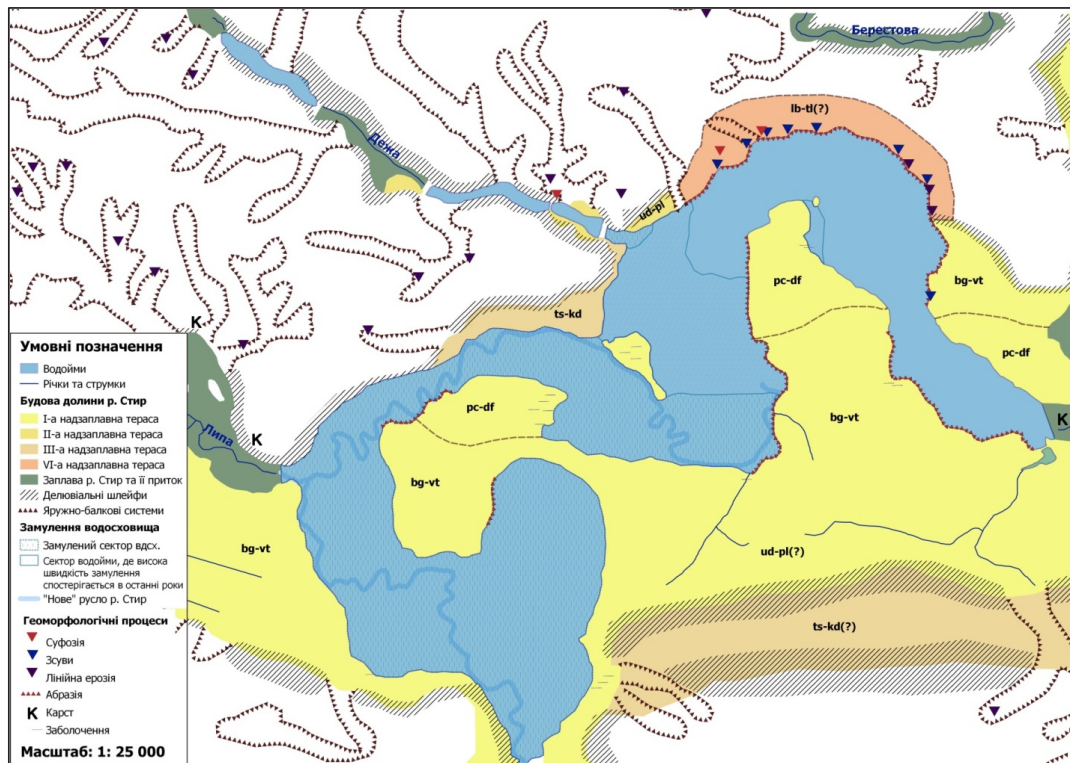 Берестова
lb-tl(?)
Дежа
ud-pl
pc-df
bg-vt
ts-kd
K
pc-df
pc-df
bg-vt
K
Липа
K
bg-vt
bg-vt
ud-pl(?)
ts-kd(?)
Умовні позначення
Водойми
Річки та струмки
Будова долини р. Стир
І-а надзаплавна тераса
ІІ-а надзаплавна тераса
ІІІ-а надзаплавна тераса
VI-а надзаплавна тераса
Заплава р. Стир та її приток
Делювіальні шлейфи
Яружно-балкові системи
Замулення водосховища
Замулений сектор вдсх.
Сектор водойми, де висока
швидкість замулення
спостерігається в останні роки
"Нове" русло р. Стир
Геоморфологічні процеси
Суфозія
Зсуви
Лінійна ерозія
Абразія
K Карст
Заболочення
Масштаб: 1: 25 000